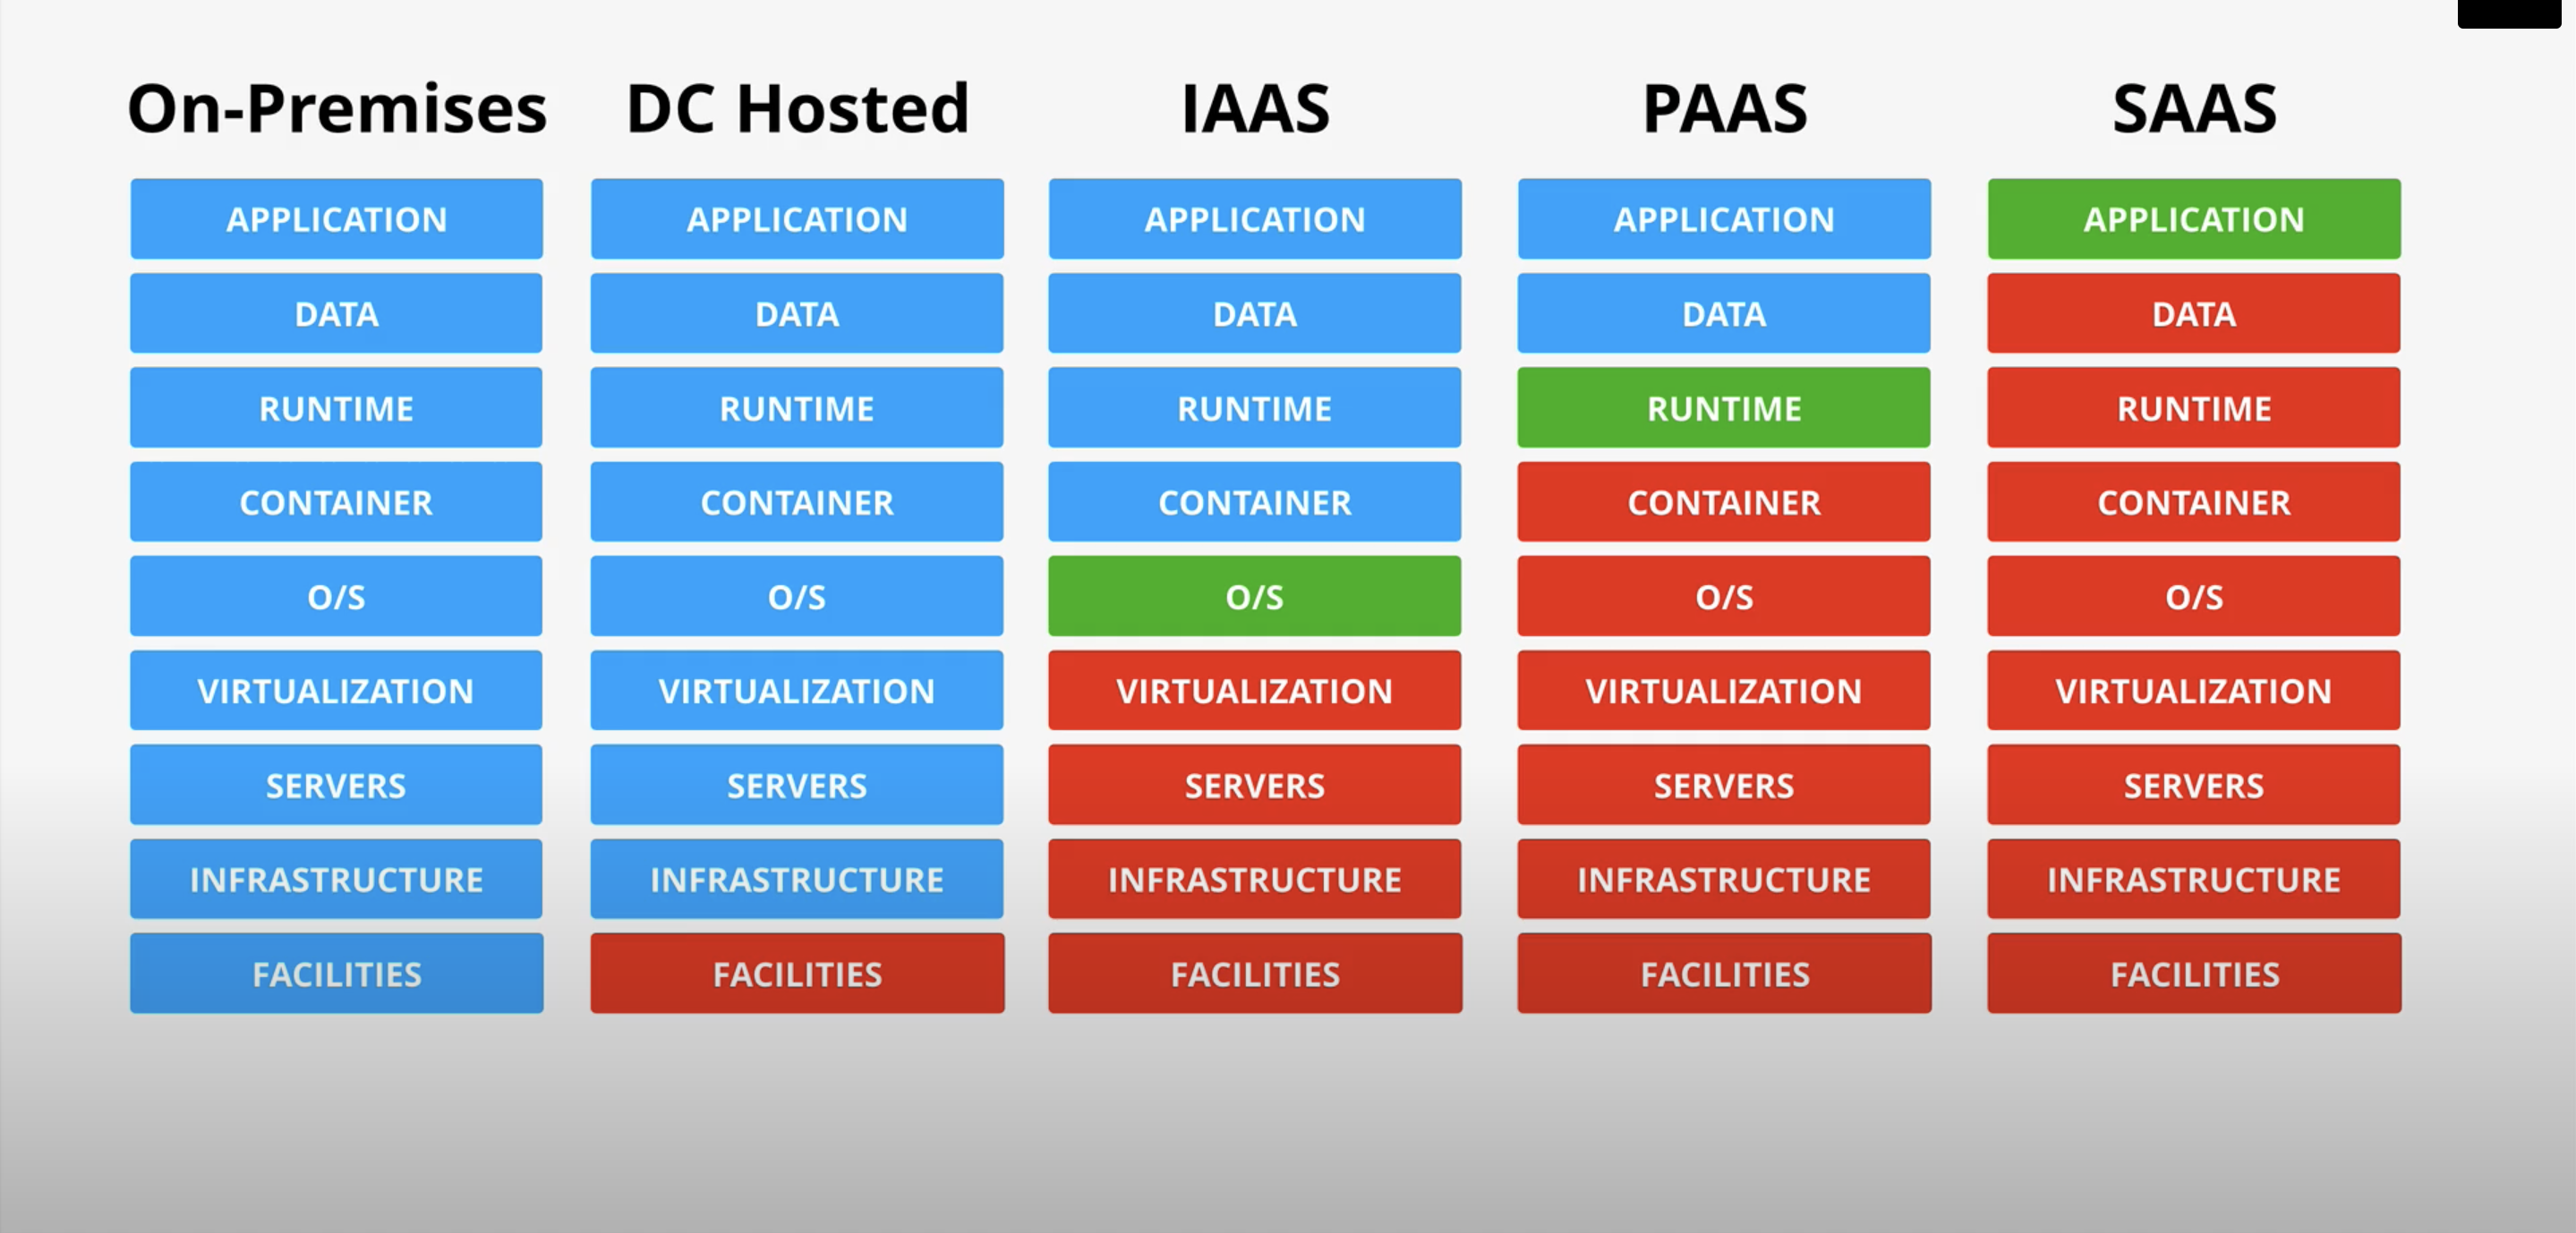 On-Premises DC Hosted IAAS PAAS SAAS
APPLICATION APPLICATION APPLICATION APPLICATION APPLICATION
DATA DATA DATA DATA DATA
RUNTIME RUNTIME RUNTIME RUNTIME RUNTIME
CONTAINER CONTAINER CONTAINER CONTAINER CONTAINER
O/S O/S O/S O/S O/S
VIRTUALIZATION VIRTUALIZATION VIRTUALIZATION VIRTUALIZATION VIRTUALIZATION
SERVERS SERVERS SERVERS SERVERS SERVERS
INFRASTRUCTURE INFRASTRUCTURE INFRASTRUCTURE INFRASTRUCTURE INFRASTRUCTURE
FACILITIES FACILITIES FACILITIES FACILITIES FACILITIES